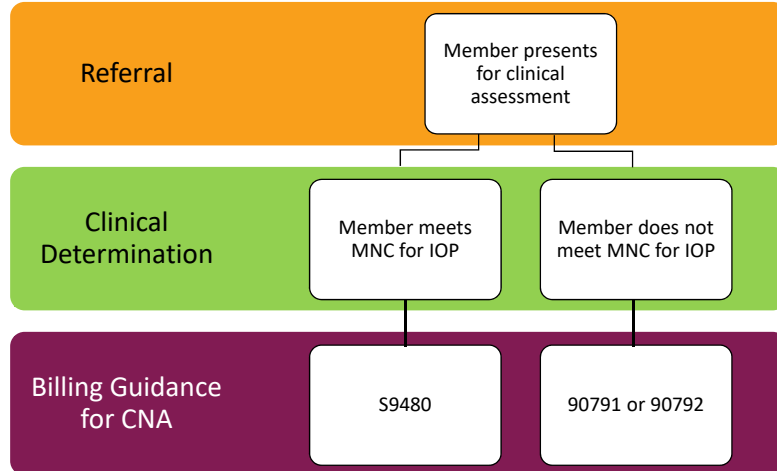 Referral
Member presents
for clinical
assessment
Clinical
Determination
Member meets
MNC for IOP
Member does not
meet MNC for IOP
Billing Guidance
for CNA
S9480
90791 or 90792